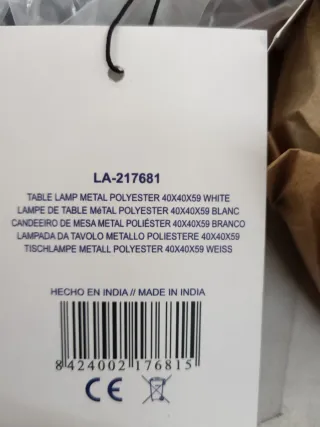 LA-217681
TABLE LAMP METAL POLYESTER 40X40X59 WHITE
LAMPE DE TABLE MéTAL POLYESTER 40X40X59 BLANC
CANDEEIRO DE MESA METAL POLIÉSTER 40X40X59 BRANCO
LAMPADA DA TAVOLO METALLO POLIESTERE 40X40X59
TISCHLAMPE METALL POLYESTER 40X40X59 WEISS
HECHO EN INDIA // MADE IN INDIA
8 424002 176815
CE